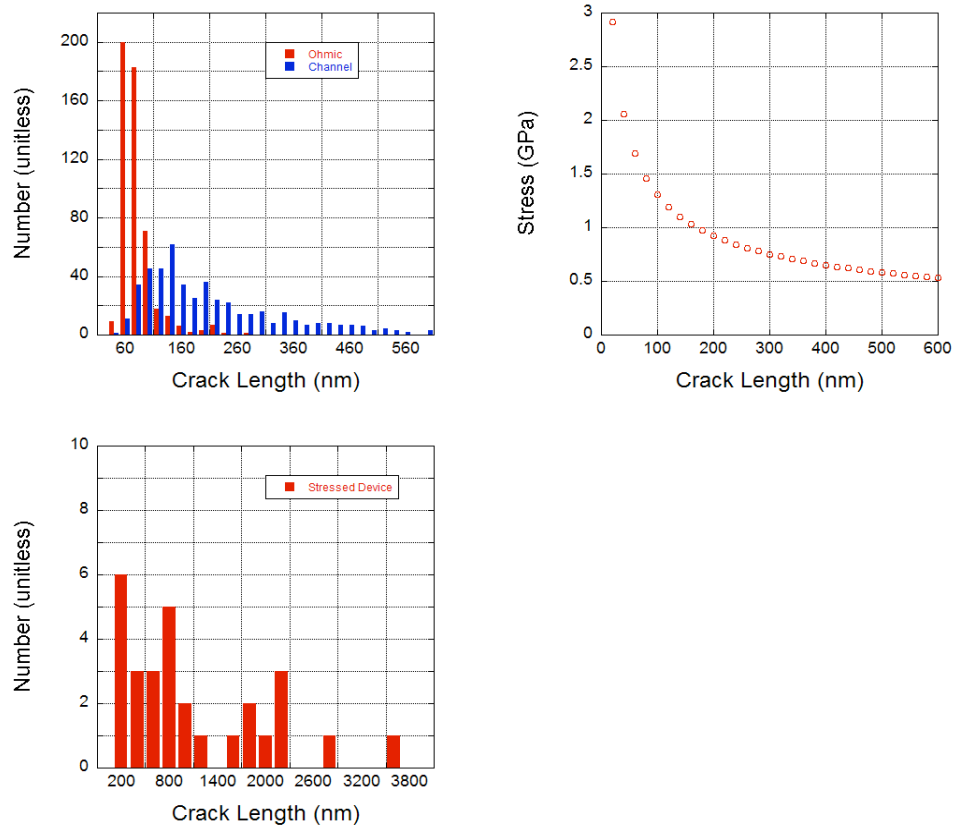 200
160
120
80
40
0
Number (unitless)
Ohmic
Channel
60 160 260 360 460 560
Crack Length (nm)
3
2.5
2
1.5
1
0.5
0
Stress (GPa)
0 100 200 300 400 500 600
Crack Length (nm)
10
8
6
4
2
0
Number (unitless)
Stressed Device
200 800 1400 2000 2600 3200 3800
Crack Length (nm)